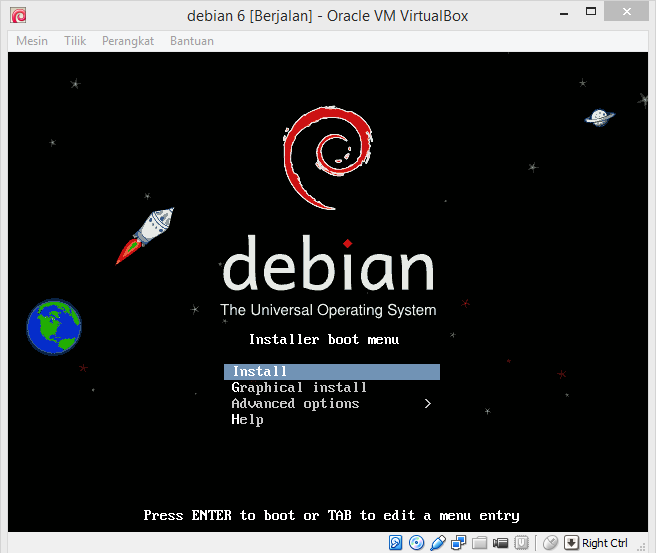 debian 6 [Berjalan] - Oracle VM VirtualBox
Mesin Tilik Perangkat Bantuan
debian
The Universal Operating System
Installer boot menu
Install
Graphical install
Advanced options >
Help
Press ENTER to boot or TAB to edit a menu entry
Right Ctrl